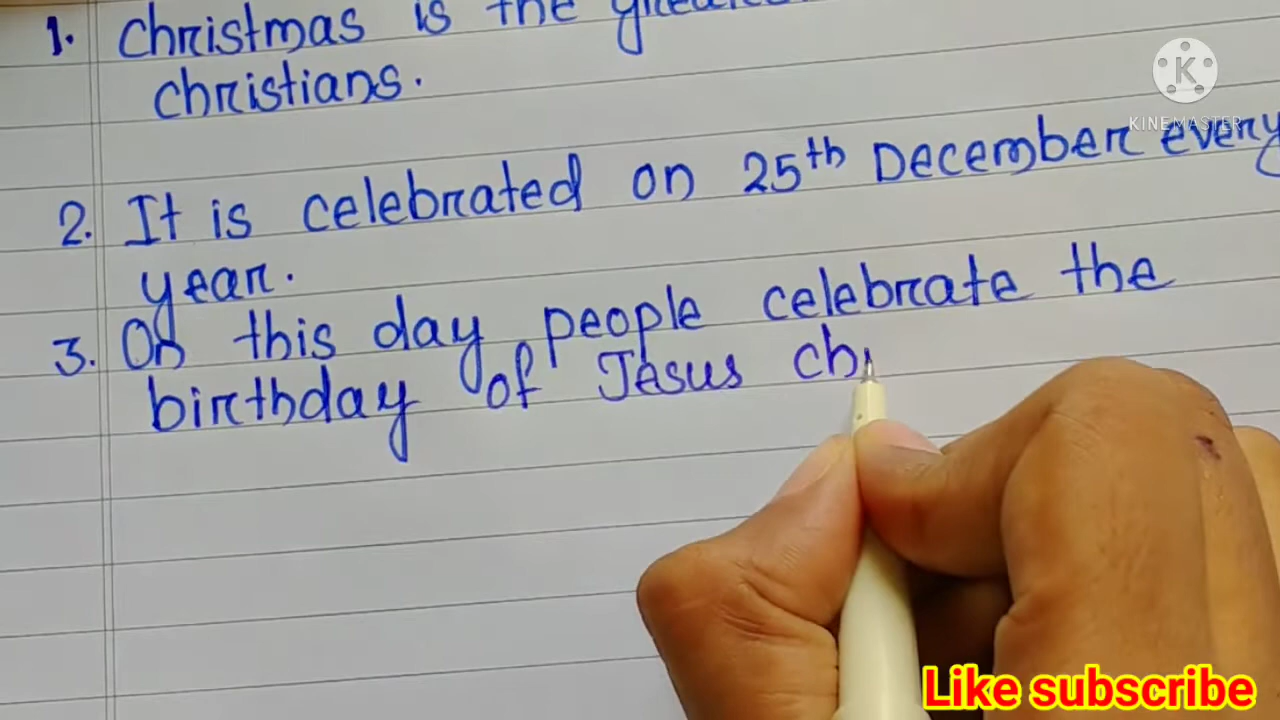 1. Christmas is the
christians.
2. It is celebrated on 25th December every
year.
3. On this day people celebrate the
birthday of Jesus ch
KINEMASTER
Like subscribe